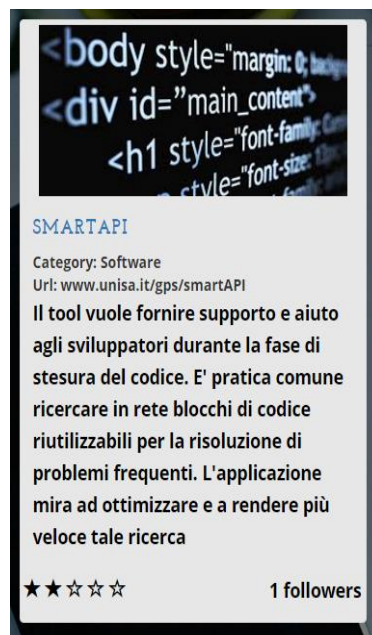 <body style="margin: 0;
<div id="main_content">
<h1 style="font-family:
style="font-size:
SMARTAPI
Category: Software
Url: www.unisa.it/gps/smartAPI
Il tool vuole fornire supporto e aiuto
agli sviluppatori durante la fase di
stesura del codice. E' pratica comune
ricercare in rete blocchi di codice
riutilizzabili per la risoluzione di
problemi frequenti. L'applicazione
mira ad ottimizzare e a rendere più
veloce tale ricerca
★★☆☆☆ 1 followers